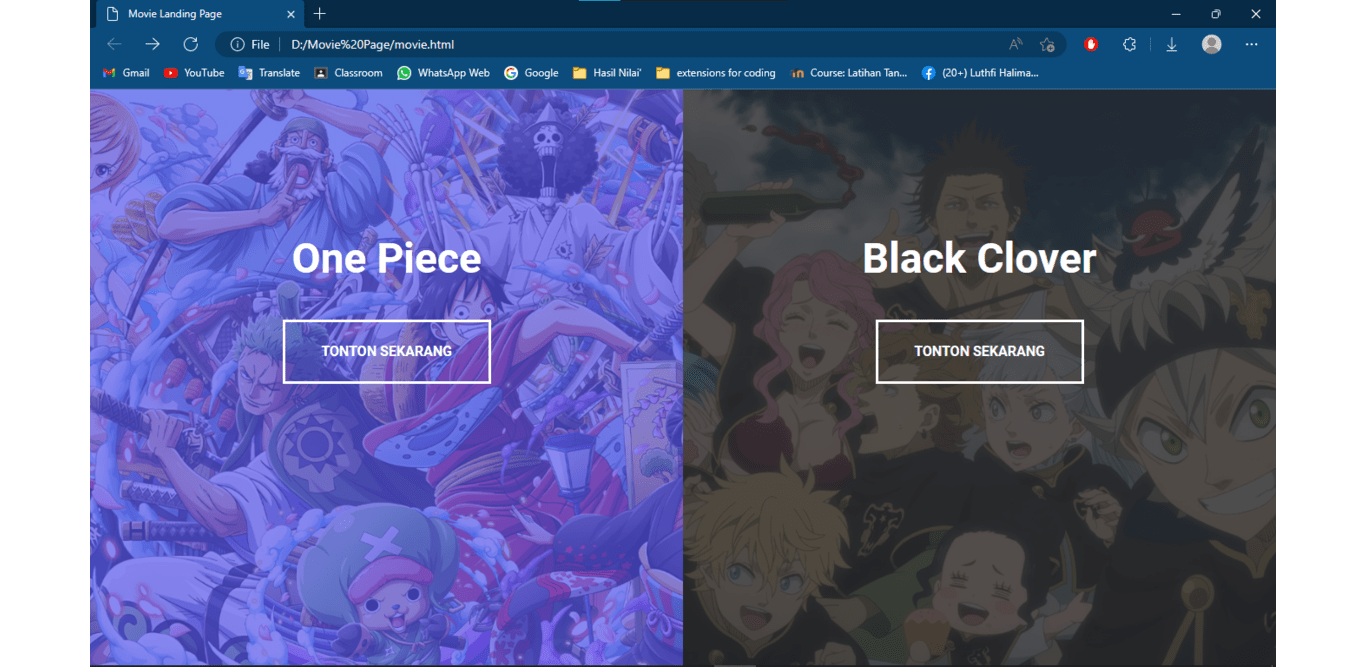 Movie Landing Page
File D:/Movie%20Page/movie.html
Gmail YouTube Translate Classroom WhatsApp Web Google Hasil Nilai' extensions for coding Course: Latihan Tan... (20+) Luthfi Halima...
One Piece
TONTON SEKARANG
Black Clover
TONTON SEKARANG